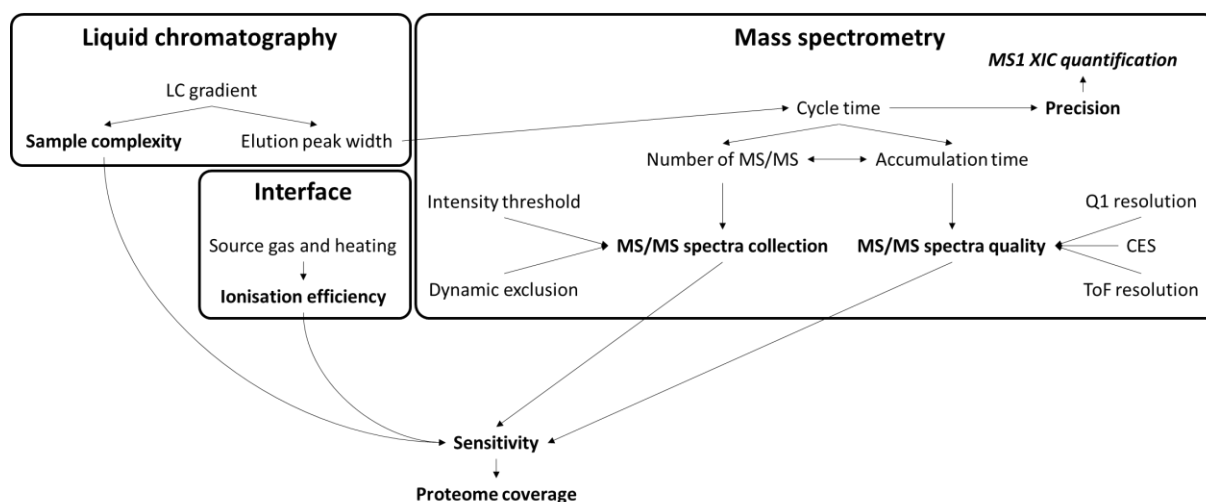 Liquid chromatography
LC gradient
Sample complexity
Elution peak width
Interface
Source gas and heating
Ionisation efficiency
Mass spectrometry
MS1 XIC quantification
Cycle time
Precision
Number of MS/MS
Accumulation time
Intensity threshold
Q1 resolution
MS/MS spectra collection
MS/MS spectra quality
CES
Dynamic exclusion
ToF resolution
Sensitivity
Proteome coverage